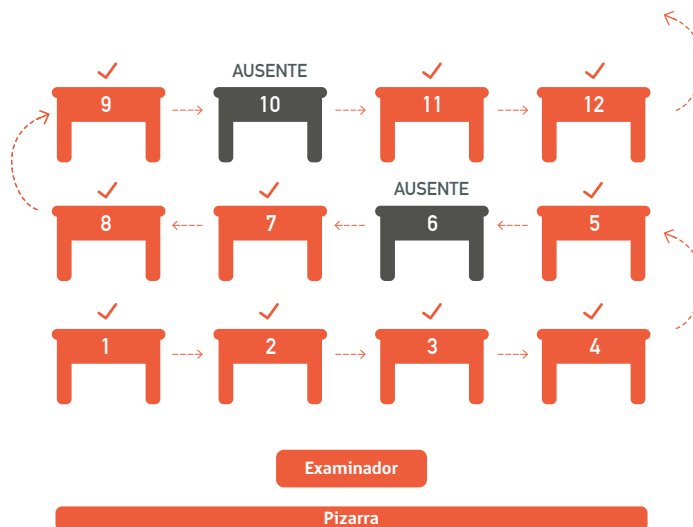 AUSENTE
9 10 11 12
AUSENTE
8 7 6 5
1 2 3 4
Examinador
Pizarra